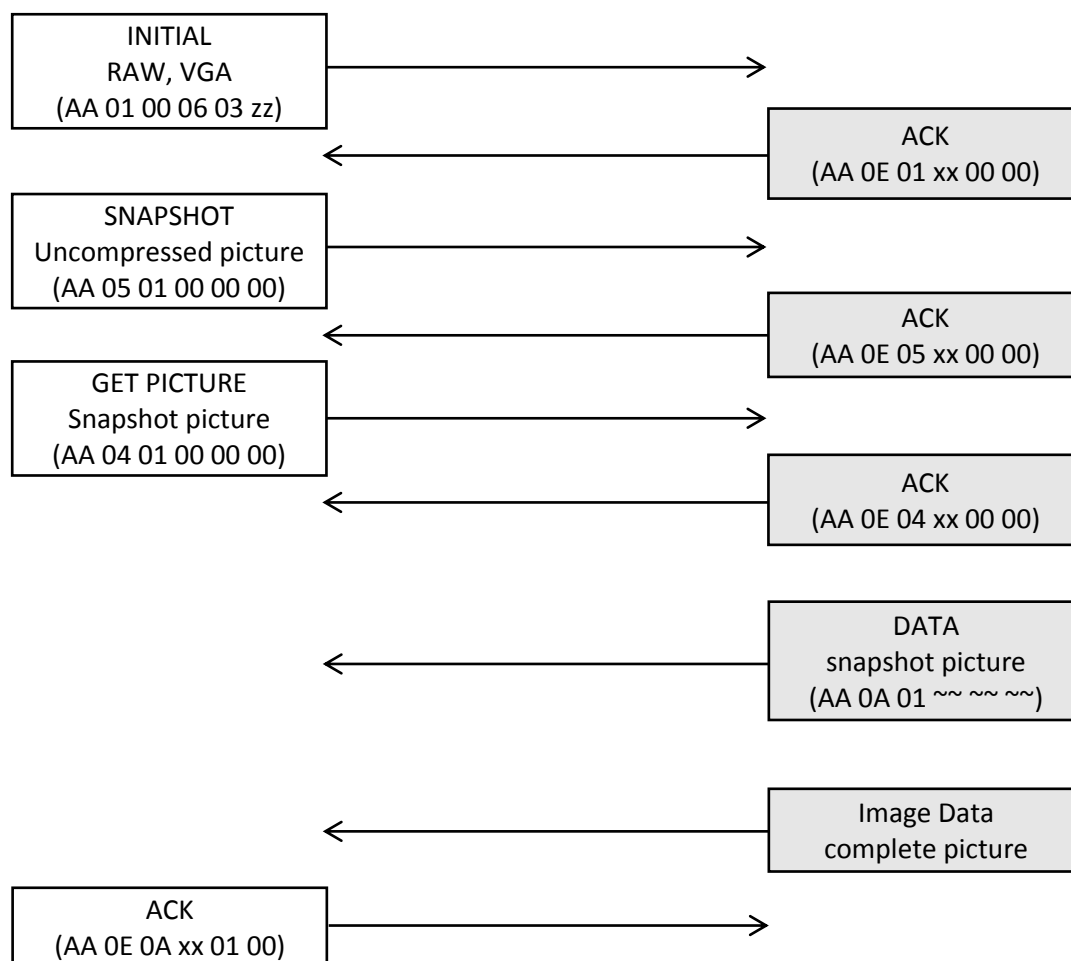 INITIAL
RAW, VGA
(AA 01 00 06 03 zz)
ACK
(AA 0E 01 xx 00 00)
SNAPSHOT
Uncompressed picture
(AA 05 01 00 00 00)
ACK
(AA 0E 05 xx 00 00)
GET PICTURE
Snapshot picture
(AA 04 01 00 00 00)
ACK
(AA 0E 04 xx 00 00)
DATA
snapshot picture
(AA 0A 01 ~~ ~~ ~~)
Image Data
complete picture
ACK
(AA 0E 0A xx 01 00)